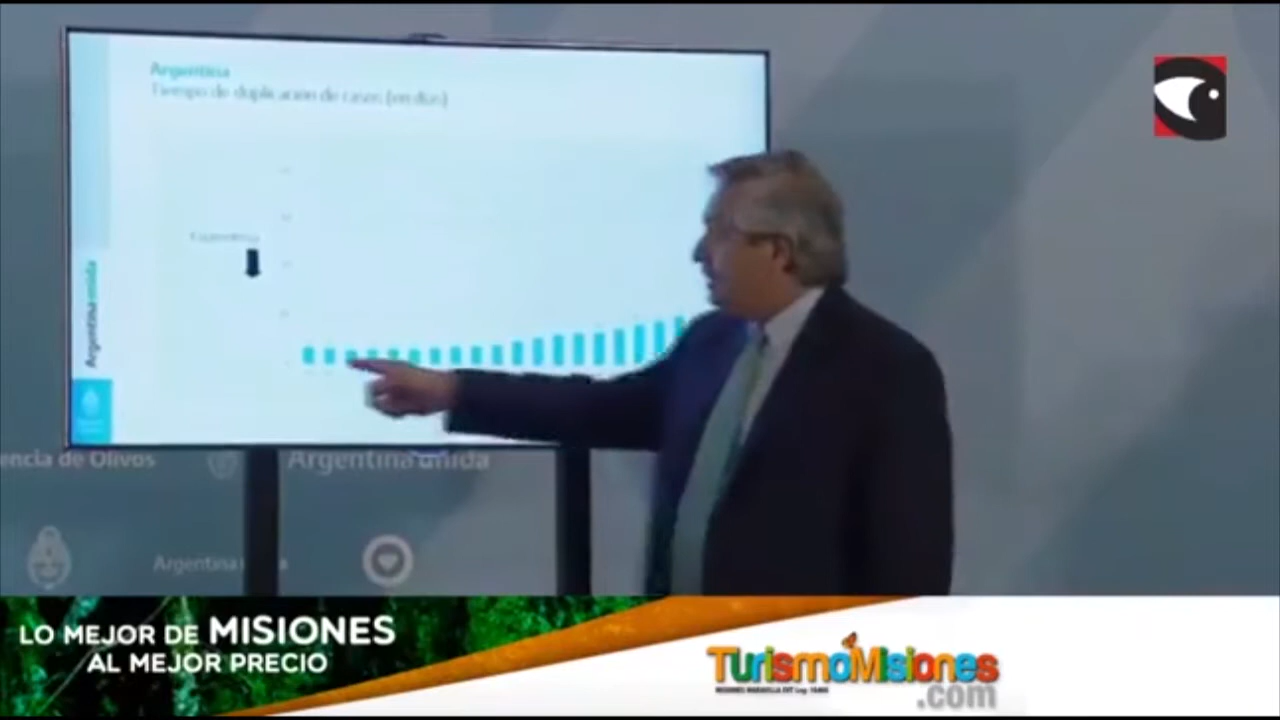 Argentina
Tiempo de duplicación de casos (en días)
Argentina unida
encia de Olivos
Argentina unida
Argentina
LO MEJOR DE MISIONES
AL MEJOR PRECIO
TurismoMisiones
.com